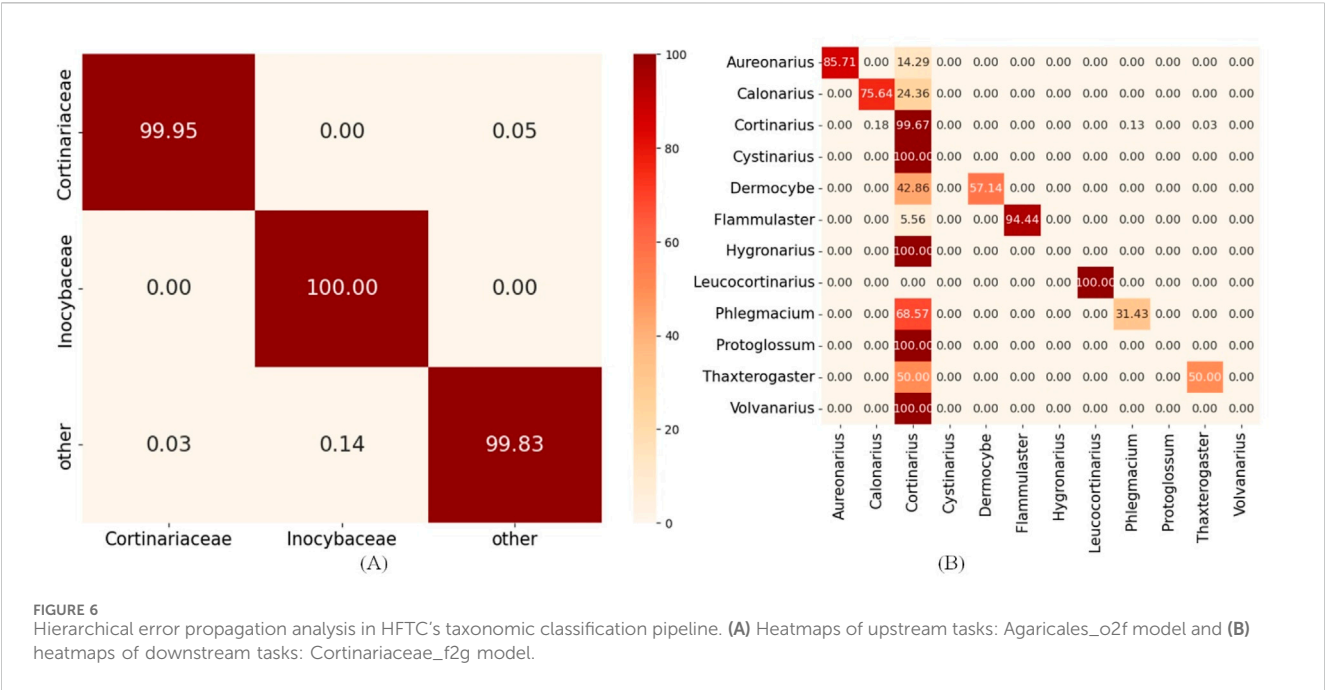 Cortinariaceae 99.95 0.00 0.05
Inocybaceae 0.00 100.00 0.00
other 0.03 0.14 99.83
Cortinariaceae Inocybaceae other
100
80
60
40
20
0
(A)
Aureonarius 85.71 0.00 14.29 0.00 0.00 0.00 0.00 0.00 0.00 0.00 0.00 0.00
Calonarius 0.00 75.64 24.36 0.00 0.00 0.00 0.00 0.00 0.00 0.00 0.00 0.00
Cortinarius 0.00 0.18 99.67 0.00 0.00 0.00 0.00 0.00 0.13 0.00 0.03 0.00
Cystinarius 0.00 0.00 100.00 0.00 0.00 0.00 0.00 0.00 0.00 0.00 0.00 0.00
Dermocybe 0.00 0.00 42.86 0.00 57.14 0.00 0.00 0.00 0.00 0.00 0.00 0.00
Flammulaster 0.00 0.00 5.56 0.00 0.00 94.44 0.00 0.00 0.00 0.00 0.00 0.00
Hygronarius 0.00 0.00 100.00 0.00 0.00 0.00 0.00 0.00 0.00 0.00 0.00 0.00
Leucocortinarius 0.00 0.00 0.00 0.00 0.00 0.00 0.00 100.00 0.00 0.00 0.00 0.00
Phlegmacium 0.00 0.00 68.57 0.00 0.00 0.00 0.00 0.00 31.43 0.00 0.00 0.00
Protoglossum 0.00 0.00 100.00 0.00 0.00 0.00 0.00 0.00 0.00 0.00 0.00 0.00
Thaxterogaster 0.00 0.00 50.00 0.00 0.00 0.00 0.00 0.00 0.00 0.00 50.00 0.00
Volvanarius 0.00 0.00 100.00 0.00 0.00 0.00 0.00 0.00 0.00 0.00 0.00 0.00
Aureonarius Calonarius Cortinarius Cystinarius Dermocybe Flammulaster Hygronarius Leucocortinarius Phlegmacium Protoglossum Thaxterogaster Volvanarius
(B)
FIGURE 6
Hierarchical error propagation analysis in HFTC's taxonomic classification pipeline. (A) Heatmaps of upstream tasks: Agaricales_o2f model and (B)
heatmaps of downstream tasks: Cortinariaceae_f2g model.